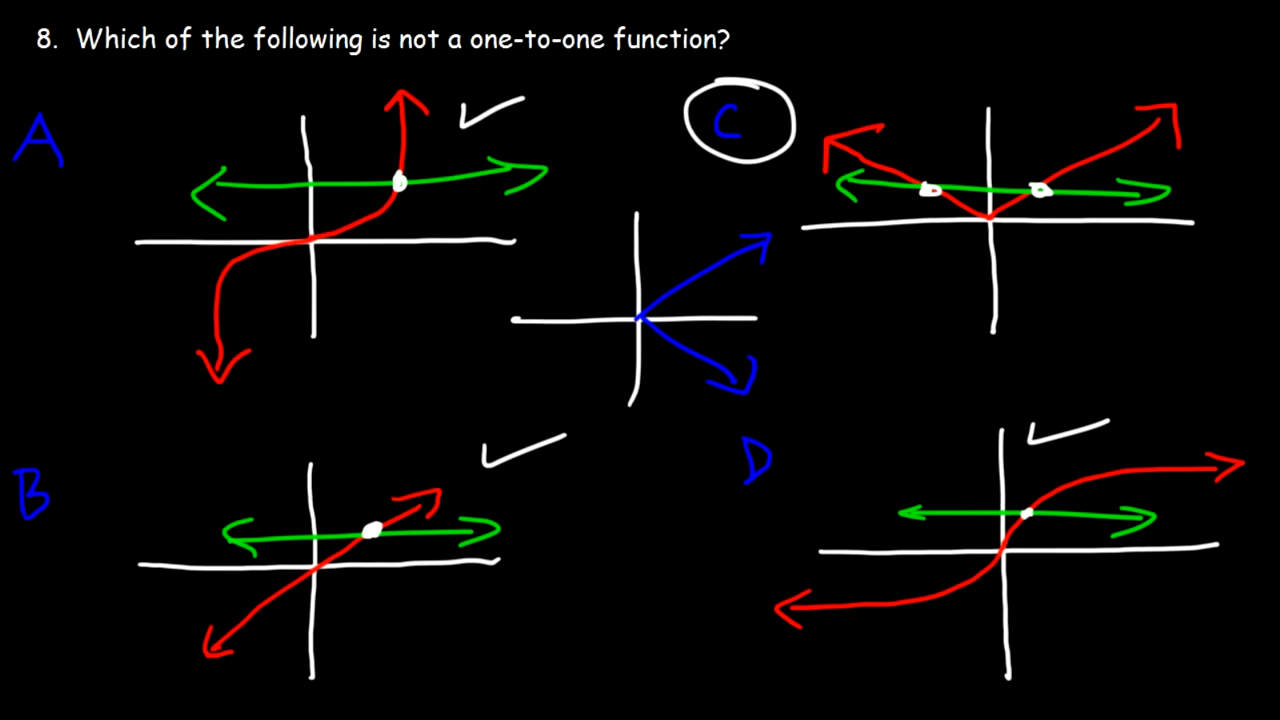 8. Which of the following is not a one-to-one function?
A
C
B
D